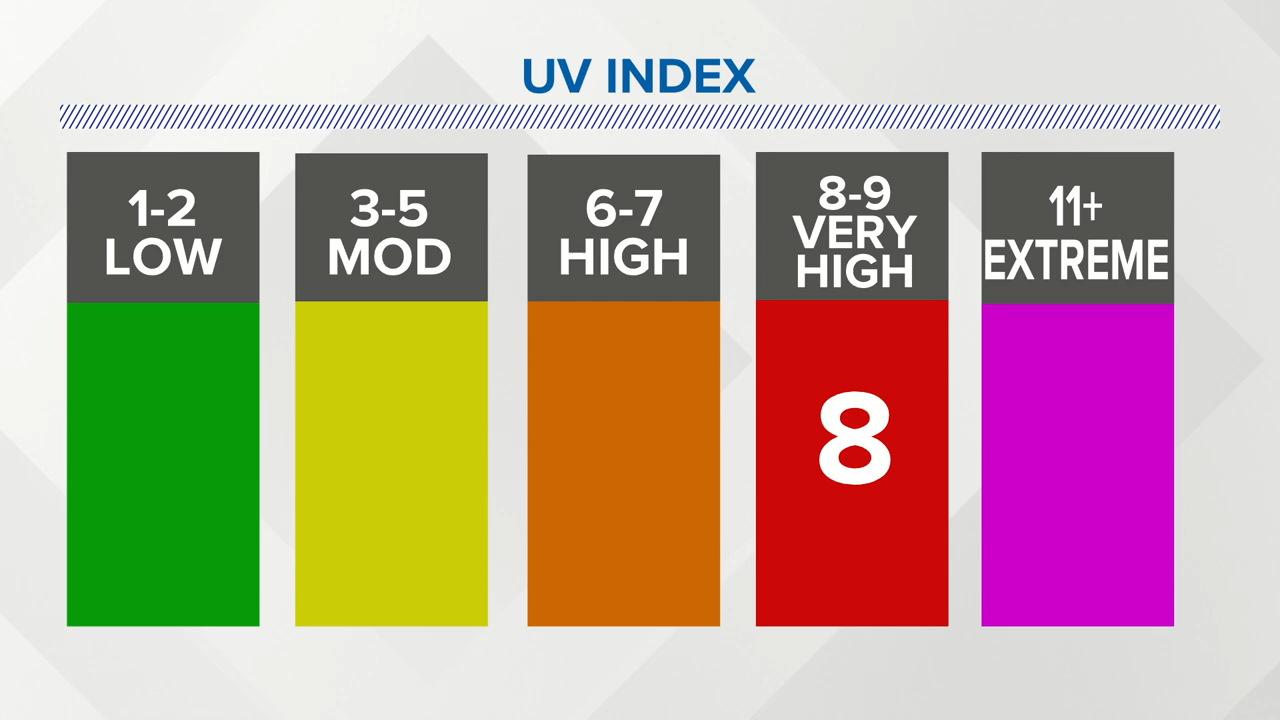 UV INDEX
1-2
LOW
3-5
MOD
6-7
HIGH
8-9
VERY
HIGH
8
11+
EXTREME